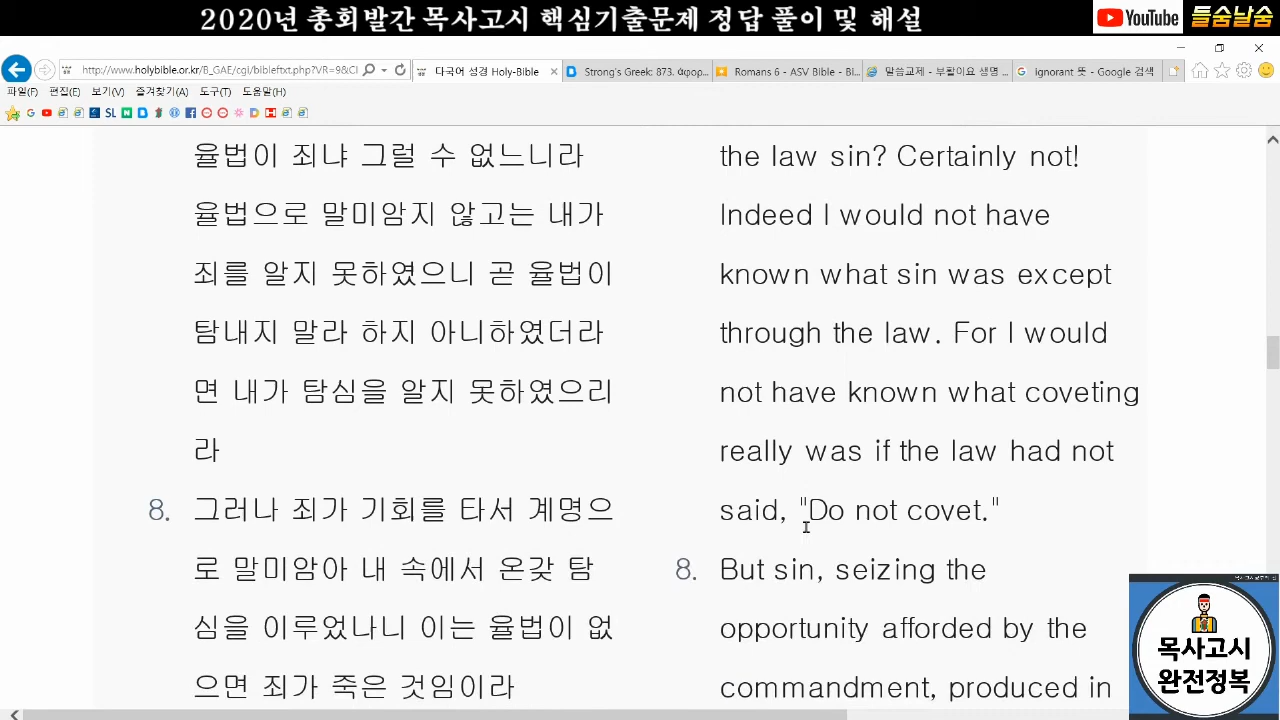 2020년 총회발간 목사고시 핵심기출문제 정답 풀이 및 해설
YouTube 들숨날숨
http://www.holybible.or.kr/B_GAE/cgi/bibleftxt.php?VR=9&CI
다국어 성경 Holy-Bible
Strong's Greek: 873. ἀφορ...
Romans 6 - ASV Bible - Bl...
말씀교제 - 부활이요 생명 ...
ignorant 뜻 - Google 검색
파일(F) 편집(E) 보기(V) 즐겨찾기(A) 도구(T) 도움말(H)
율법이 죄냐 그럴 수 없느니라
율법으로 말미암지 않고는 내가
죄를 알지 못하였으니 곧 율법이
탐내지 말라 하지 아니하였더라
면 내가 탐심을 알지 못하였으리
라
8. 그러나 죄가 기회를 타서 계명으
로 말미암아 내 속에서 온갖 탐
심을 이루었나니 이는 율법이 없
으면 죄가 죽은 것임이라
the law sin? Certainly not!
Indeed I would not have
known what sin was except
through the law. For I would
not have known what coveting
really was if the law had not
said, "Do not covet."
8. But sin, seizing the
opportunity afforded by the
commandment, produced in
목사고시
완전정복